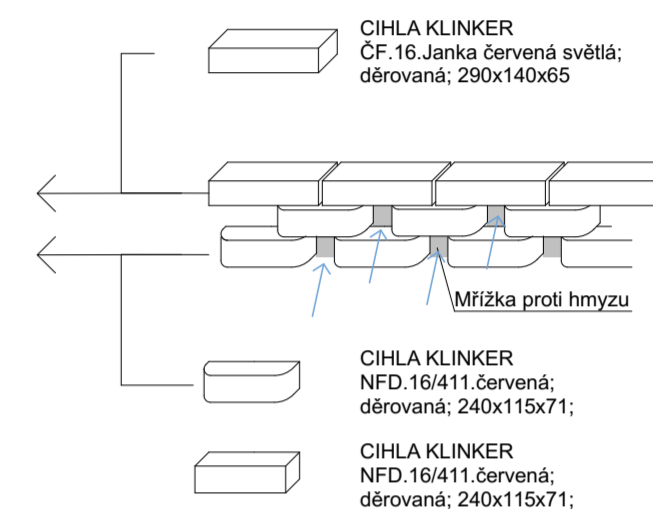 CIHLA KLINKER
ČF.16.Janka červená světlá;
děrovaná; 290x140x65
Mřížka proti hmyzu
CIHLA KLINKER
NFD.16/411.červená;
děrovaná; 240x115x71;
CIHLA KLINKER
NFD.16/411.červená;
děrovaná; 240x115x71;